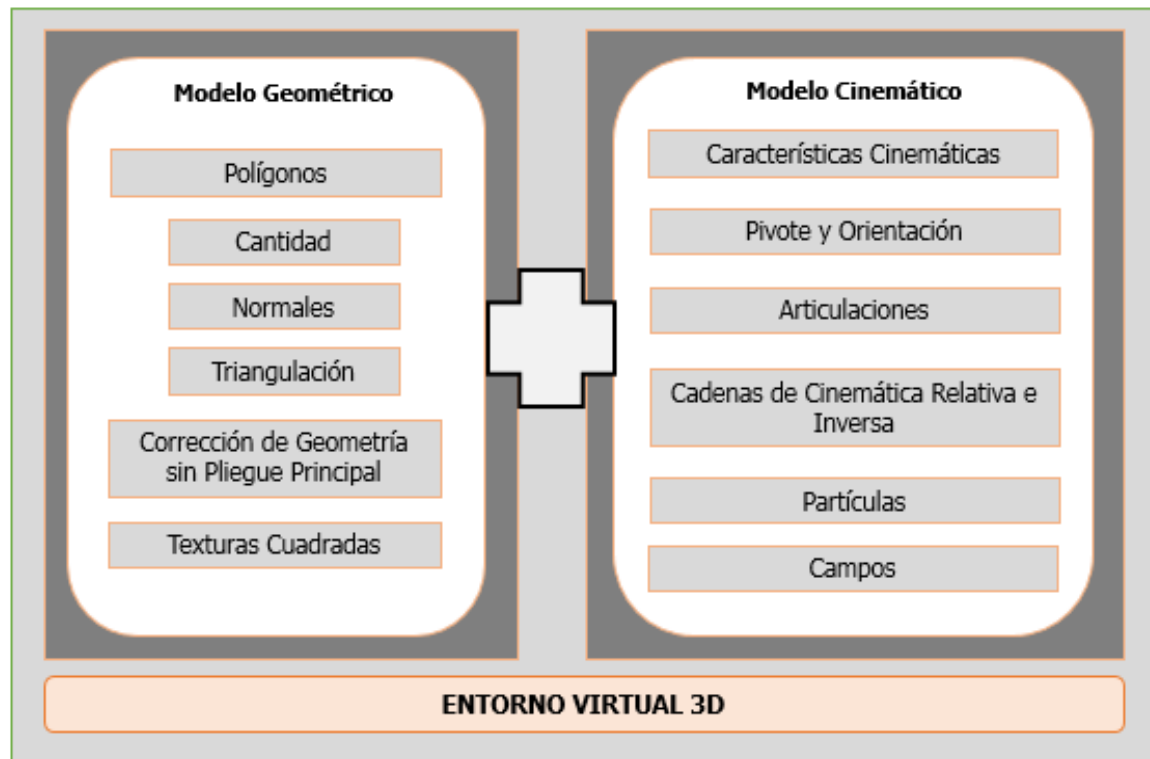 Modelo Geométrico
Polígonos
Cantidad
Normales
Triangulación
Corrección de Geometría
sin Pliegue Principal
Texturas Cuadradas
Modelo Cinemático
Características Cinemáticas
Pivote y Orientación
Articulaciones
Cadenas de Cinemática Relativa e
Inversa
Partículas
Campos
ENTORNO VIRTUAL 3D